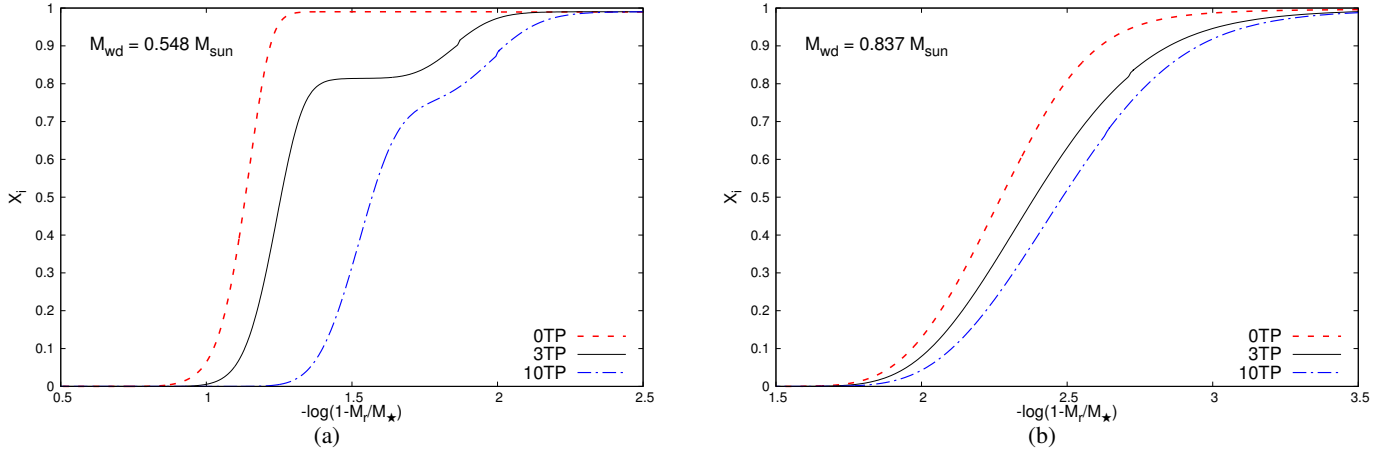 1
0.9
0.8
0.7
0.6
0.5
0.4
0.3
0.2
0.1
0
X_i
M_wd = 0.548 M_sun
0TP
3TP
10TP
0.5 1 1.5 2 2.5
-log(1-M_r/M_★)
(a)
1
0.9
0.8
0.7
0.6
0.5
0.4
0.3
0.2
0.1
0
X_i
M_wd = 0.837 M_sun
0TP
3TP
10TP
1.5 2 2.5 3 3.5
-log(1-M_r/M_★)
(b)